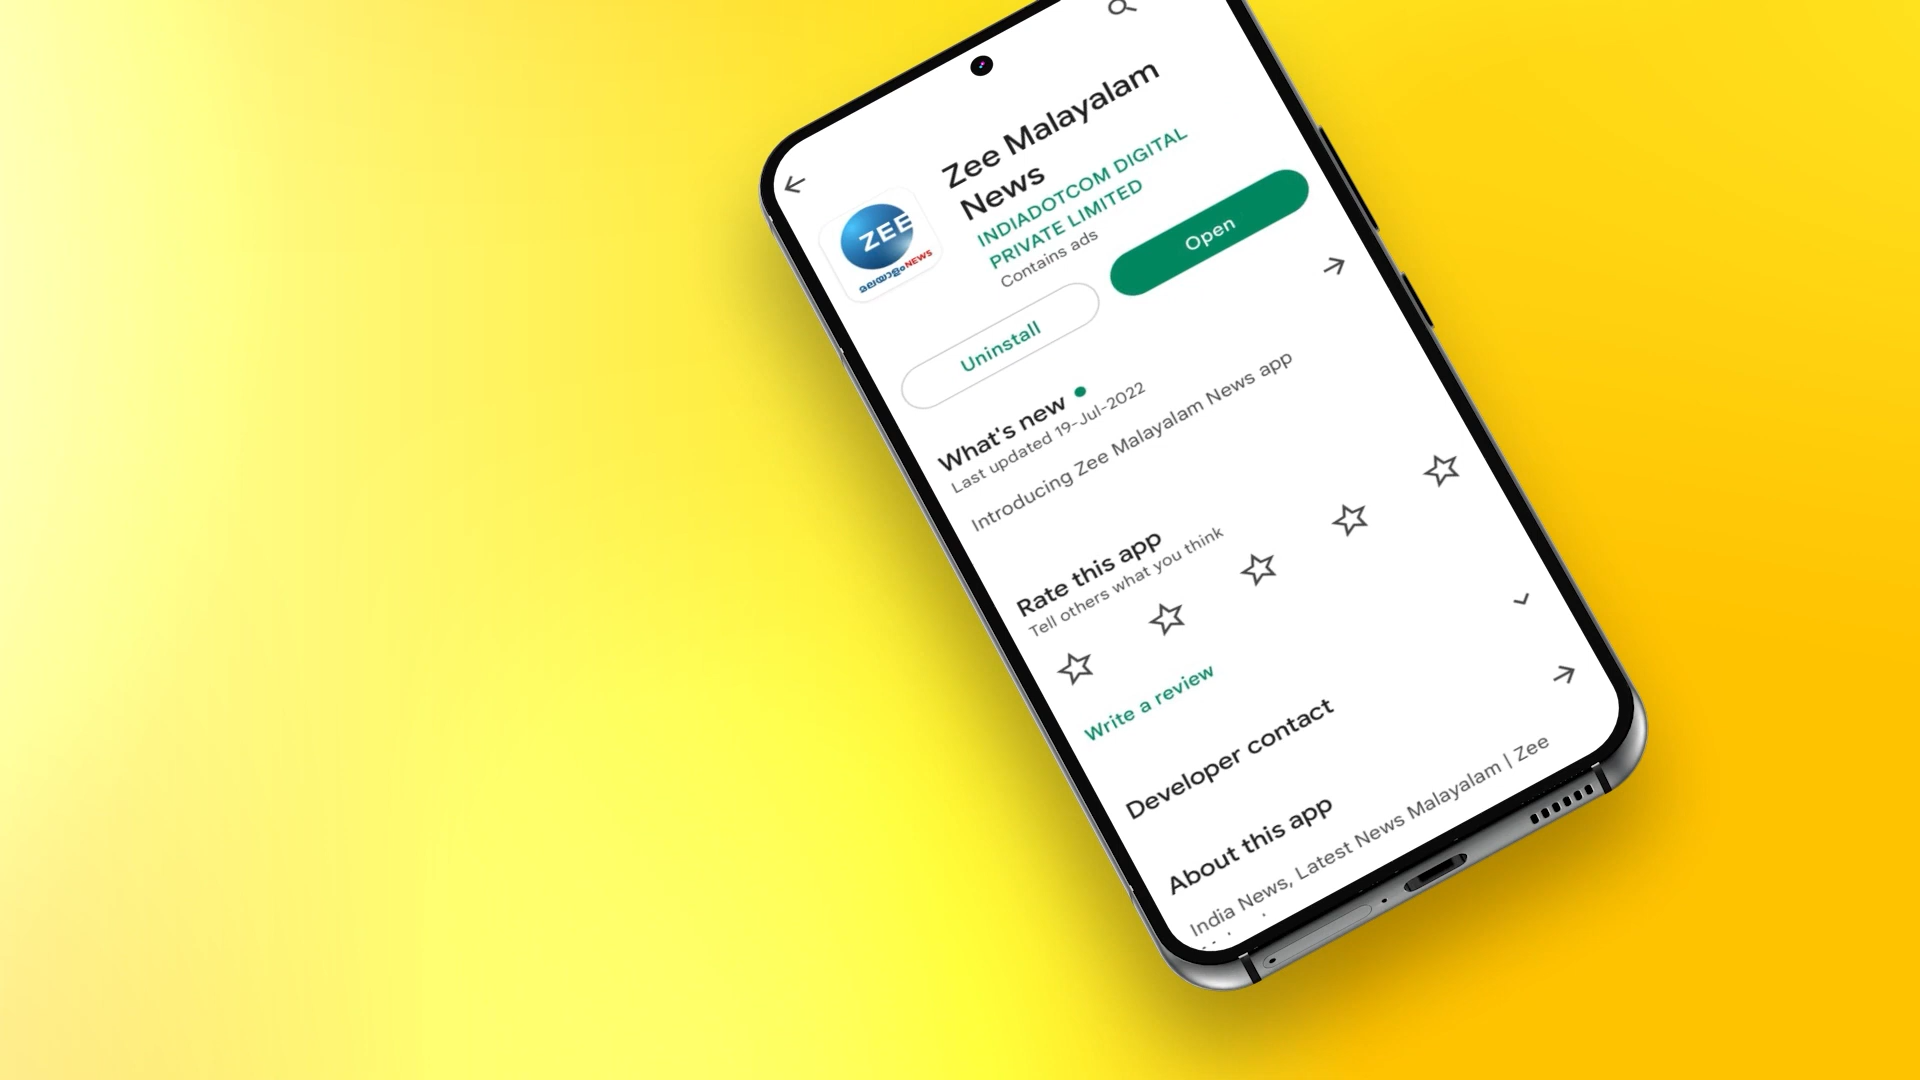 Zee Malayalam
News
INDIADOTCOM DIGITAL
PRIVATE LIMITED
Contains ads
ZEE
മലയാളം NEWS
Uninstall
Open
What's new
Last updated 19-Jul-2022
Introducing Zee Malayalam News app
Rate this app
Tell others what you think
Write a review
Developer contact
About this app
India News, Latest News Malayalam | Zee